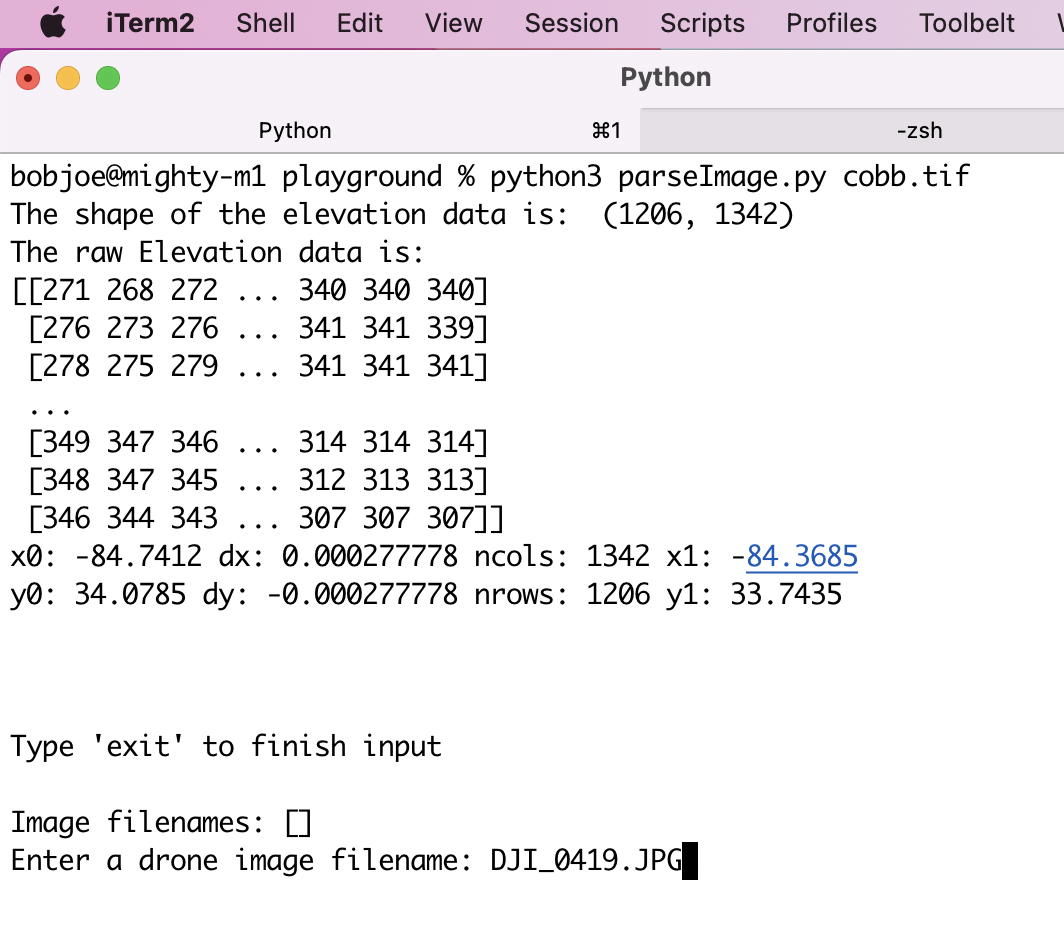 iTerm2 Shell Edit View Session Scripts Profiles Toolbelt
Python
Python ⌘1 -zsh
bobjoe@mighty-m1 playground % python3 parseImage.py cobb.tif
The shape of the elevation data is:  (1206, 1342)
The raw Elevation data is:
[[271 268 272 ... 340 340 340]
 [276 273 276 ... 341 341 339]
 [278 275 279 ... 341 341 341]
 ...
 [349 347 346 ... 314 314 314]
 [348 347 345 ... 312 313 313]
 [346 344 343 ... 307 307 307]]
x0: -84.7412 dx: 0.000277778 ncols: 1342 x1: -84.3685
y0: 34.0785 dy: -0.000277778 nrows: 1206 y1: 33.7435
Type 'exit' to finish input
Image filenames: []
Enter a drone image filename: DJI_0419.JPG